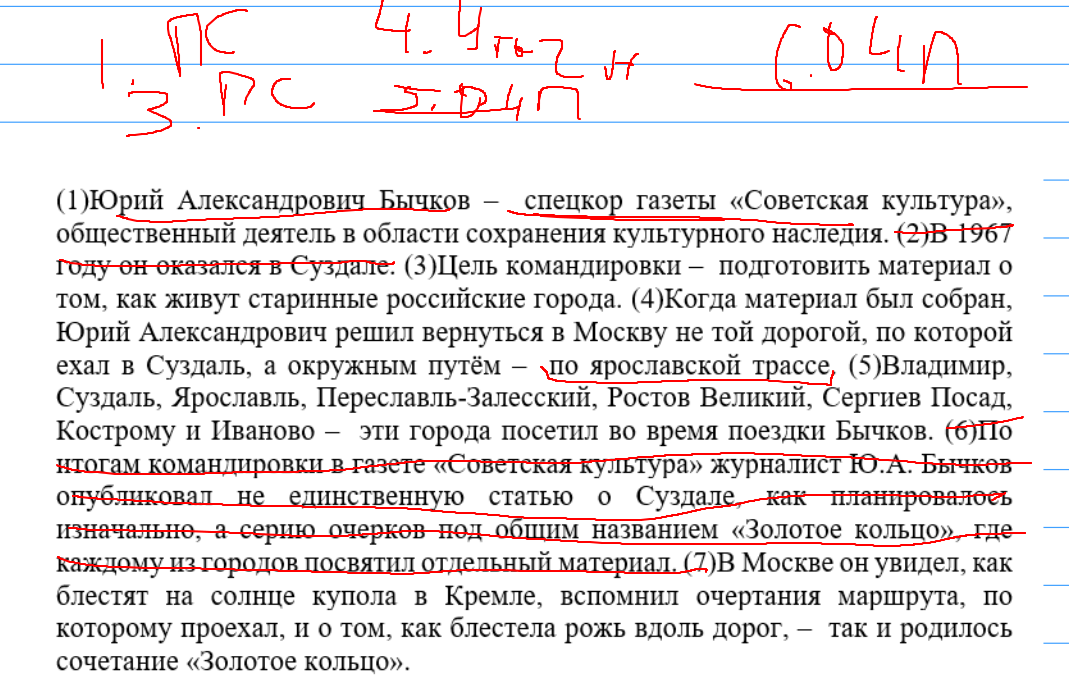 1. ПС 4. Что 2 6. ОЧП
3. ПС 5. ОЧП
(1)Юрий Александрович Бычков – спецкор газеты «Советская культура»,
общественный деятель в области сохранения культурного наследия. (2)В 1967
году он оказался в Суздале. (3)Цель командировки – подготовить материал о
том, как живут старинные российские города. (4)Когда материал был собран,
Юрий Александрович решил вернуться в Москву не той дорогой, по которой
ехал в Суздаль, а окружным путём – по ярославской трассе. (5)Владимир,
Суздаль, Ярославль, Переславль-Залесский, Ростов Великий, Сергиев Посад,
Кострому и Иваново – эти города посетил во время поездки Бычков. (6)По
итогам командировки в газете «Советская культура» журналист Ю.А. Бычков
опубликовал не единственную статью о Суздале, как планировалось
изначально, а серию очерков под общим названием «Золотое кольцо», где
каждому из городов посвятил отдельный материал. (7)В Москве он увидел, как
блестят на солнце купола в Кремле, вспомнил очертания маршрута, по
которому проехал, и о том, как блестела рожь вдоль дорог, – так и родилось
сочетание «Золотое кольцо».